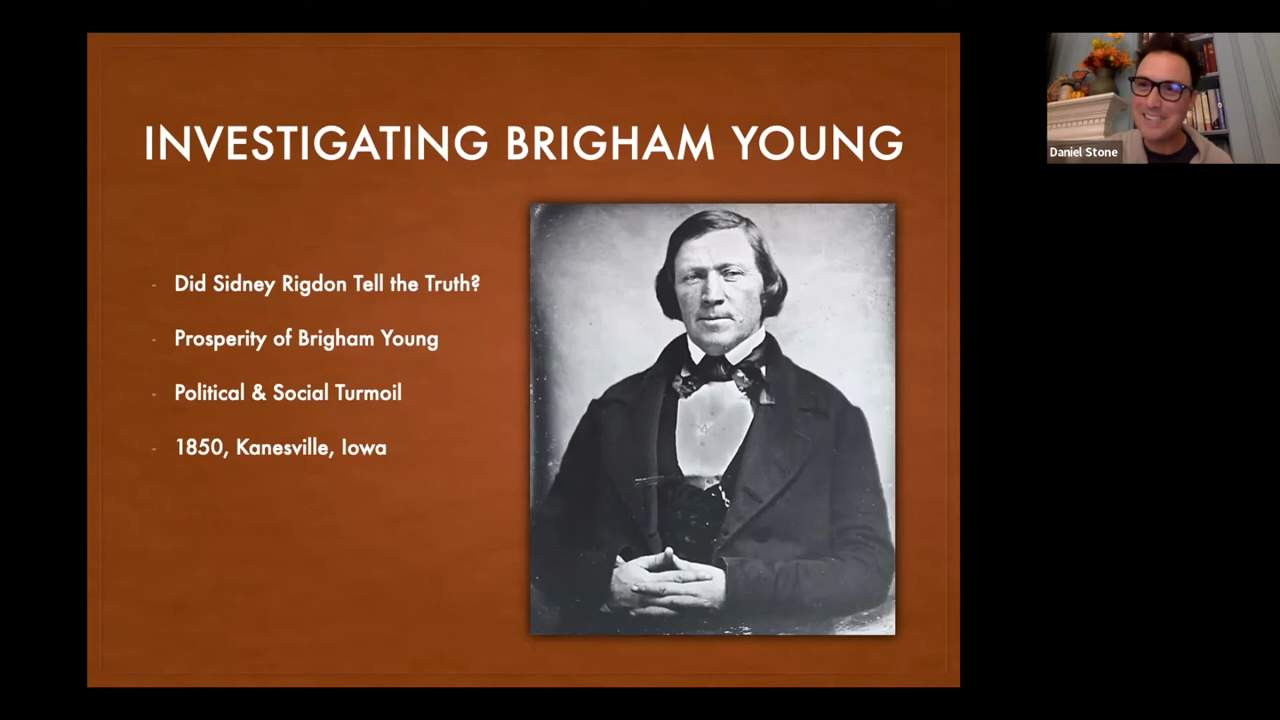 INVESTIGATING BRIGHAM YOUNG
- Did Sidney Rigdon Tell the Truth?
- Prosperity of Brigham Young
- Political & Social Turmoil
- 1850, Kanesville, Iowa
Daniel Stone